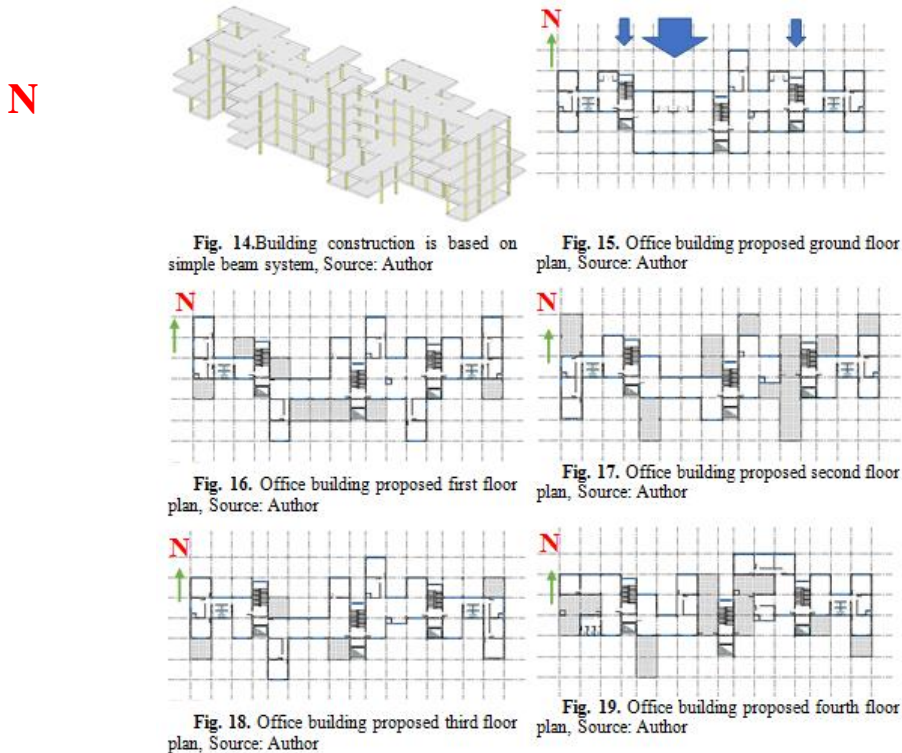 N
N
Fig. 14.Building construction is based on
simple beam system, Source: Author
Fig. 15. Office building proposed ground floor
plan, Source: Author
N
N
Fig. 16. Office building proposed first floor
plan, Source: Author
Fig. 17. Office building proposed second floor
plan, Source: Author
N
N
Fig. 18. Office building proposed third floor
plan, Source: Author
Fig. 19. Office building proposed fourth floor
plan, Source: Author